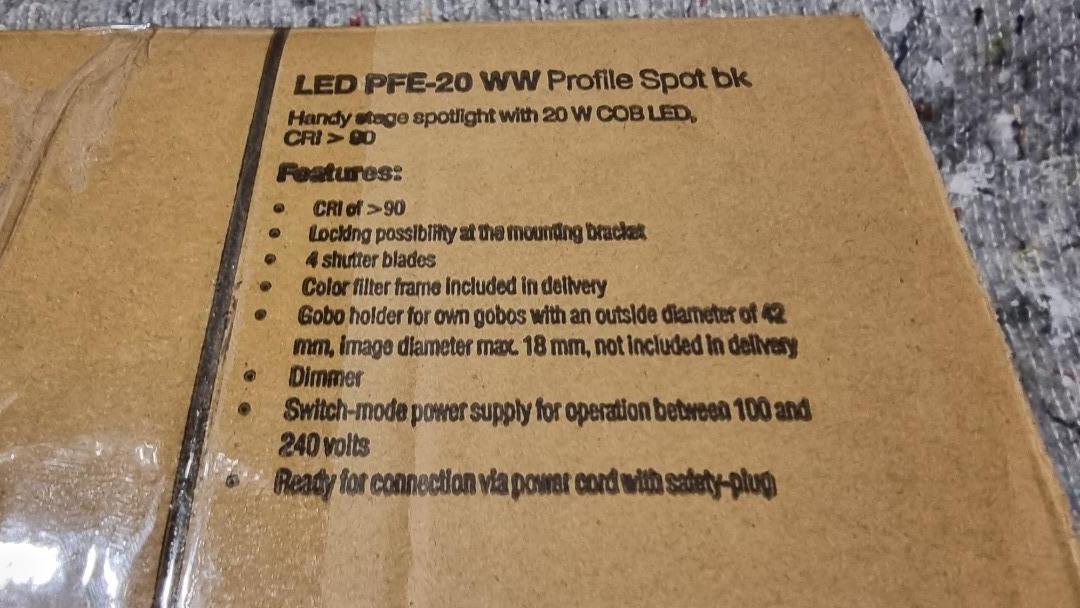 LED PFE-20 WW Profile Spot bk
Handy stage spotlight with 20 W COB LED,
CRI > 90
Features:
• CRI of >90
• Locking possibility at the mounting bracket
• 4 shutter blades
• Color filter frame included in delivery
• Gobo holder for own gobos with an outside diameter of 42
mm, image diameter max. 18 mm, not included in delivery
• Dimmer
• Switch-mode power supply for operation between 100 and
240 volts
• Ready for connection via power cord with safety-plug